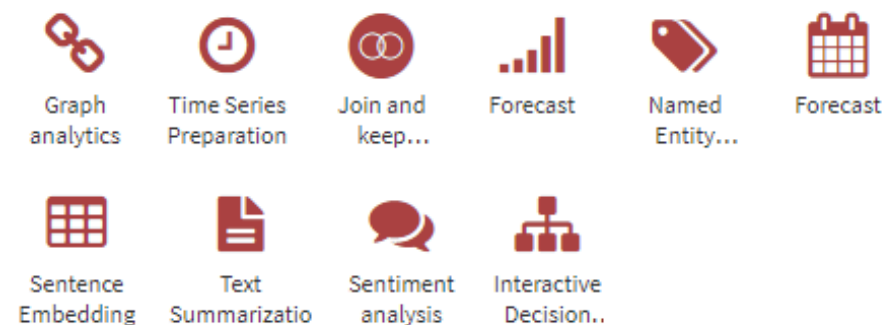 Graph
analytics
Time Series
Preparation
Join and
keep...
Forecast
Named
Entity...
Forecast
Sentence
Embedding
Text
Summarizatio
Sentiment
analysis
Interactive
Decision..